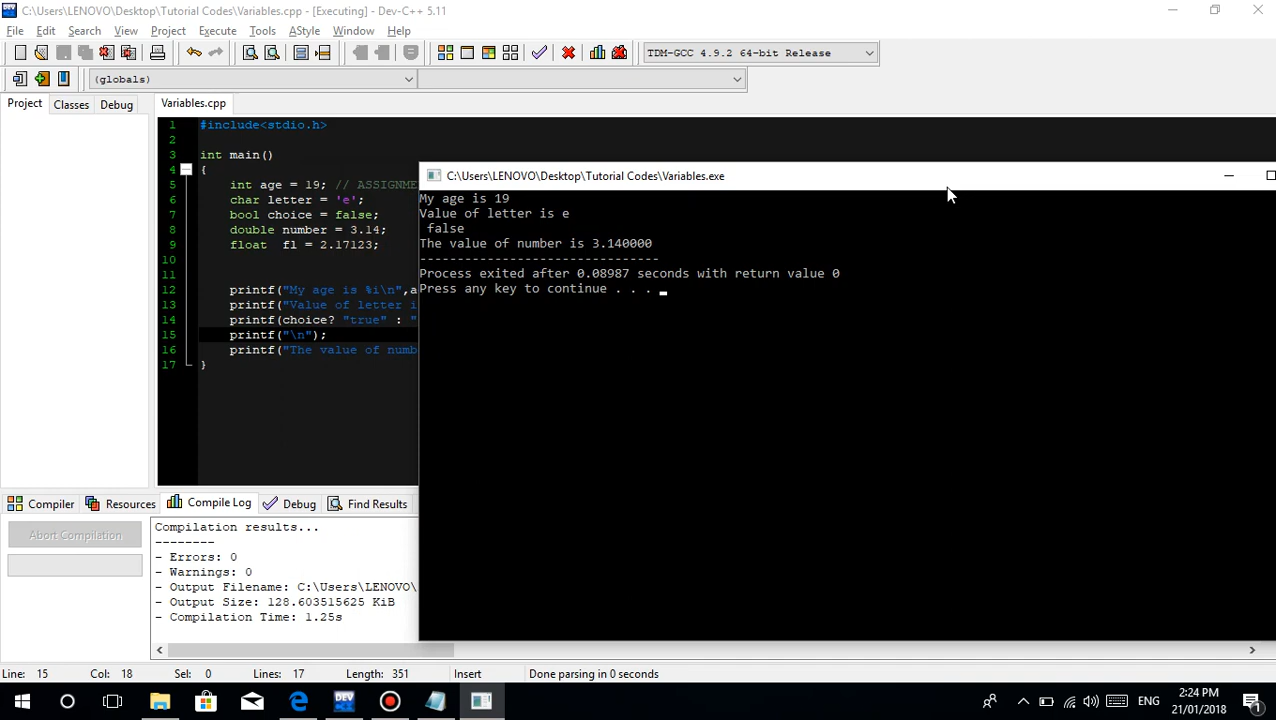 C:\Users\LENOVO\Desktop\Tutorial Codes\Variables.cpp - [Executing] - Dev-C++ 5.11
File Edit Search View Project Execute Tools AStyle Window Help
TDM-GCC 4.9.2 64-bit Release
(globals)
Project Classes Debug Variables.cpp
1 #include<stdio.h>
2
3 int main()
4 {
5 int age = 19; // ASSIGNME
6 char letter = 'e';
7 bool choice = false;
8 double number = 3.14;
9 float fl = 2.17123;
10
11
12 printf("My age is %i\n",a
13 printf("Value of letter i
14 printf(choice? "true" : "
15 printf("\n");
16 printf("The value of numb
17 }
C:\Users\LENOVO\Desktop\Tutorial Codes\Variables.exe
My age is 19
Value of letter is e
false
The value of number is 3.140000
--------------------------------
Process exited after 0.08987 seconds with return value 0
Press any key to continue . . .
Compiler Resources Compile Log Debug Find Results
Abort Compilation
Compilation results...
--------
- Errors: 0
- Warnings: 0
- Output Filename: C:\Users\LENOVO\
- Output Size: 128.603515625 KiB
- Compilation Time: 1.25s
Line: 15 Col: 18 Sel: 0 Lines: 17 Length: 351 Insert Done parsing in 0 seconds
DEV
ENG
2:24 PM
21/01/2018
1